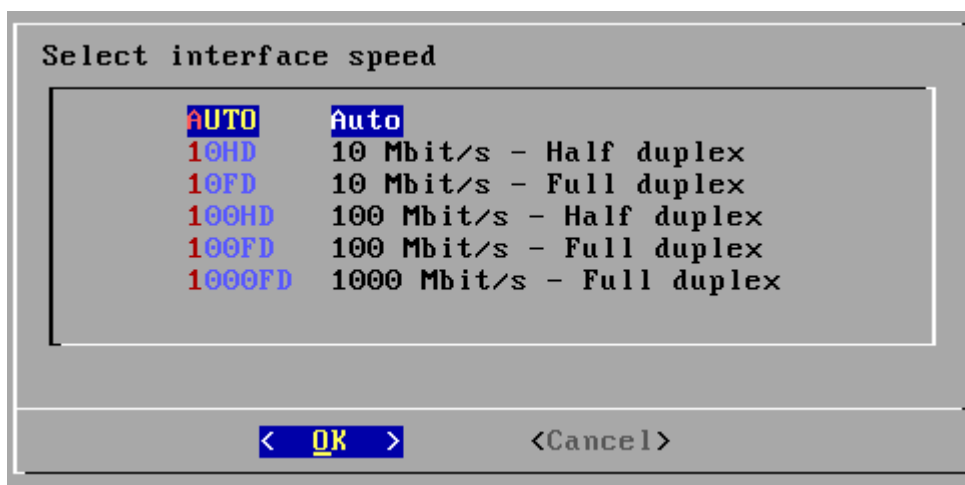 Select interface speed
AUTO Auto
10HD 10 Mbit/s - Half duplex
10FD 10 Mbit/s - Full duplex
100HD 100 Mbit/s - Half duplex
100FD 100 Mbit/s - Full duplex
1000FD 1000 Mbit/s - Full duplex
< OK > <Cancel>